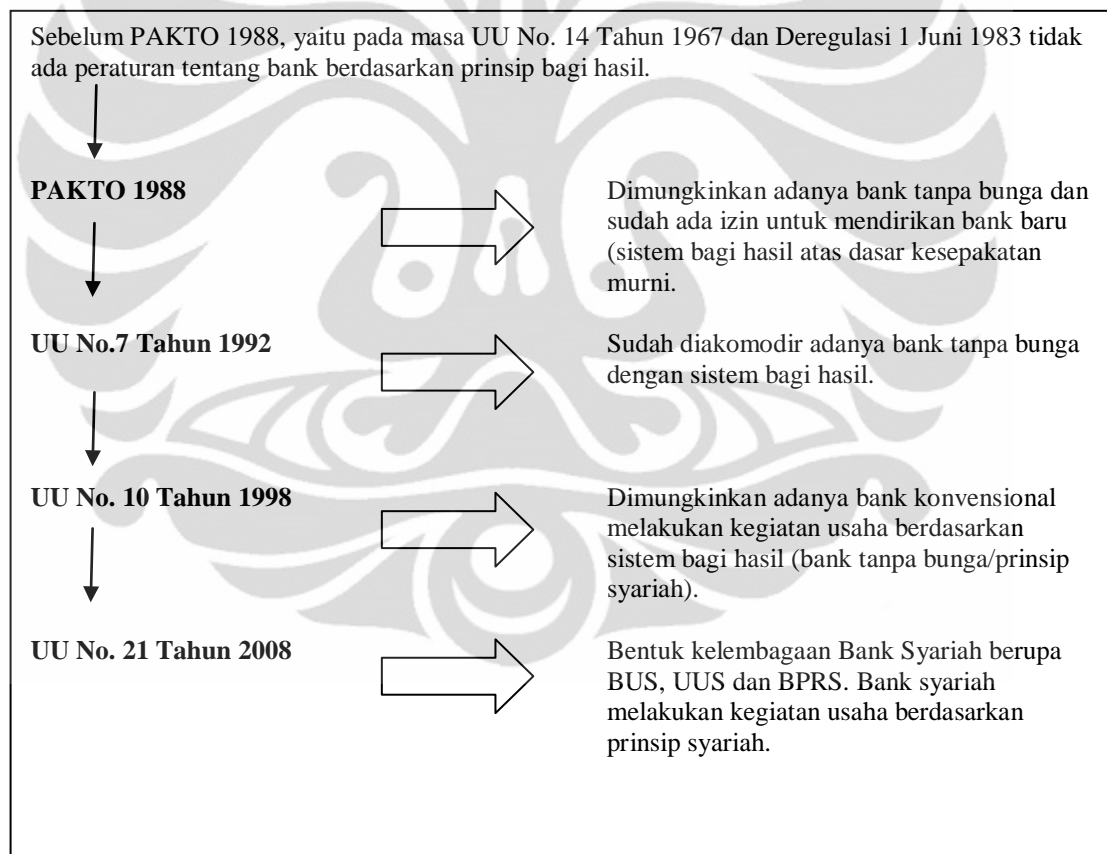 Sebelum PAKTO 1988, yaitu pada masa UU No. 14 Tahun 1967 dan Deregulasi 1 Juni 1983 tidak
ada peraturan tentang bank berdasarkan prinsip bagi hasil.
PAKTO 1988
Dimungkinkan adanya bank tanpa bunga dan
sudah ada izin untuk mendirikan bank baru
(sistem bagi hasil atas dasar kesepakatan
murni.
UU No.7 Tahun 1992
Sudah diakomodir adanya bank tanpa bunga
dengan sistem bagi hasil.
UU No. 10 Tahun 1998
Dimungkinkan adanya bank konvensional
melakukan kegiatan usaha berdasarkan
sistem bagi hasil (bank tanpa bunga/prinsip
syariah).
UU No. 21 Tahun 2008
Bentuk kelembagaan Bank Syariah berupa
BUS, UUS dan BPRS. Bank syariah
melakukan kegiatan usaha berdasarkan
prinsip syariah.